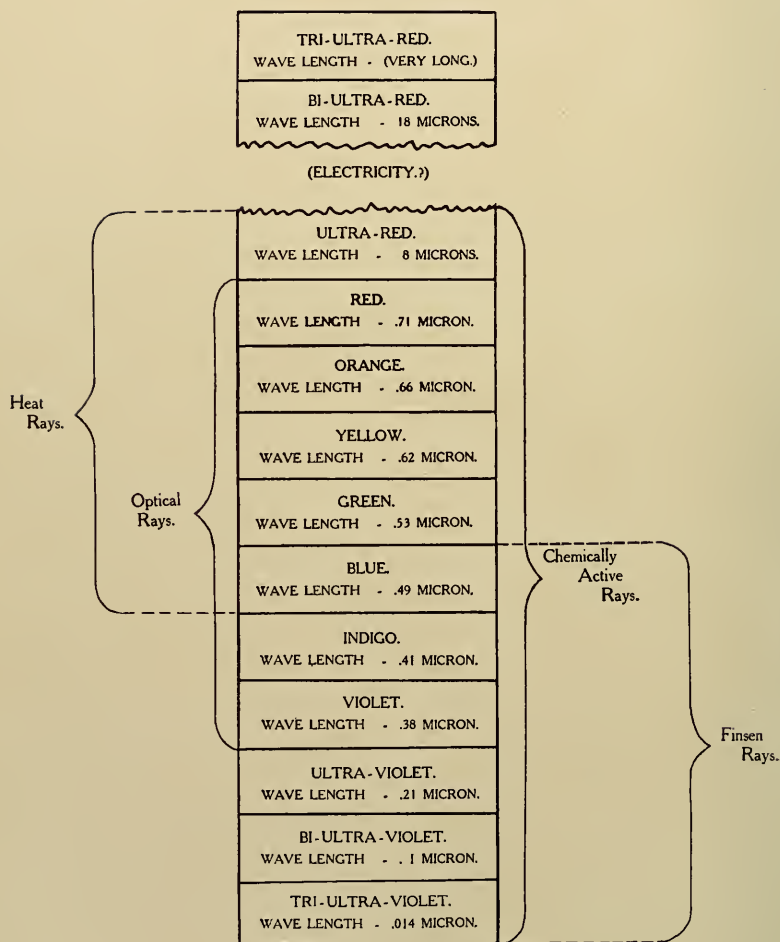 TRI-ULTRA-RED.
WAVE LENGTH - (VERY LONG.)
BI-ULTRA-RED.
WAVE LENGTH - 18 MICRONS.
(ELECTRICITY.?)
ULTRA-RED.
WAVE LENGTH - 8 MICRONS.
RED.
WAVE LENGTH - .71 MICRON.
ORANGE.
WAVE LENGTH - .66 MICRON.
YELLOW.
WAVE LENGTH - .62 MICRON.
GREEN.
WAVE LENGTH - .53 MICRON.
BLUE.
WAVE LENGTH - .49 MICRON.
INDIGO.
WAVE LENGTH - .41 MICRON.
VIOLET.
WAVE LENGTH - .38 MICRON.
ULTRA-VIOLET.
WAVE LENGTH - .21 MICRON.
BI-ULTRA-VIOLET.
WAVE LENGTH - .1 MICRON.
TRI-ULTRA-VIOLET.
WAVE LENGTH - .014 MICRON.
Heat
Rays.
Optical
Rays.
Chemically
Active
Rays.
Finsen
Rays.